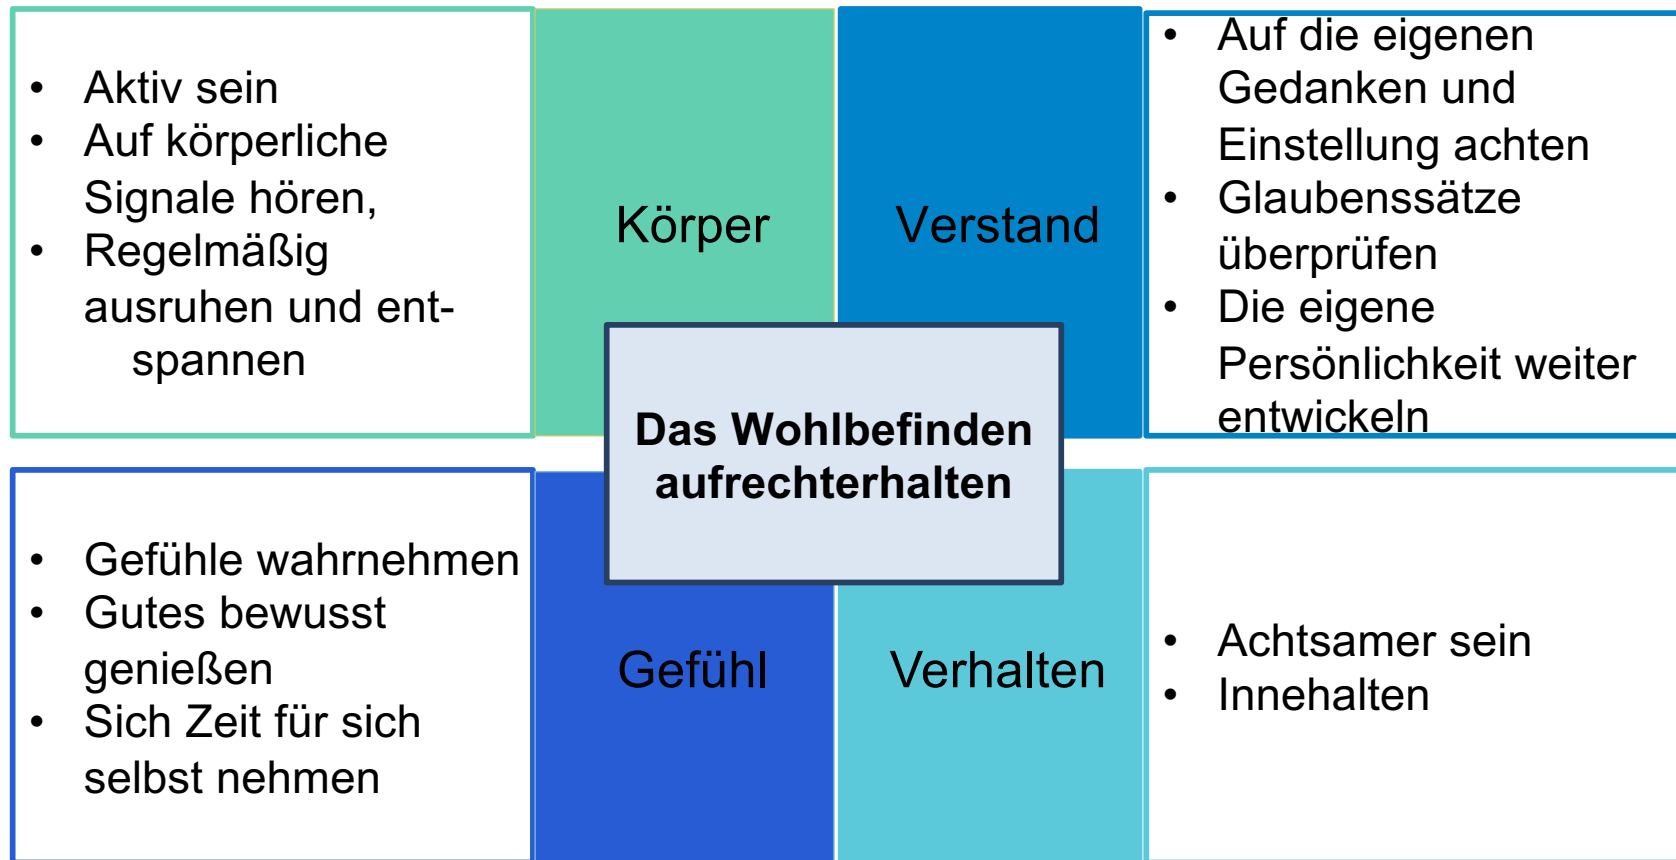 • Aktiv sein
• Auf körperliche
Signale hören,
• Regelmäßig
ausruhen und ent-
spannen
Körper
Verstand
• Auf die eigenen
Gedanken und
Einstellung achten
• Glaubenssätze
überprüfen
• Die eigene
Persönlichkeit weiter
entwickeln
Das Wohlbefinden
aufrechterhalten
• Gefühle wahrnehmen
• Gutes bewusst
genießen
• Sich Zeit für sich
selbst nehmen
Gefühl
Verhalten
• Achtsamer sein
• Innehalten